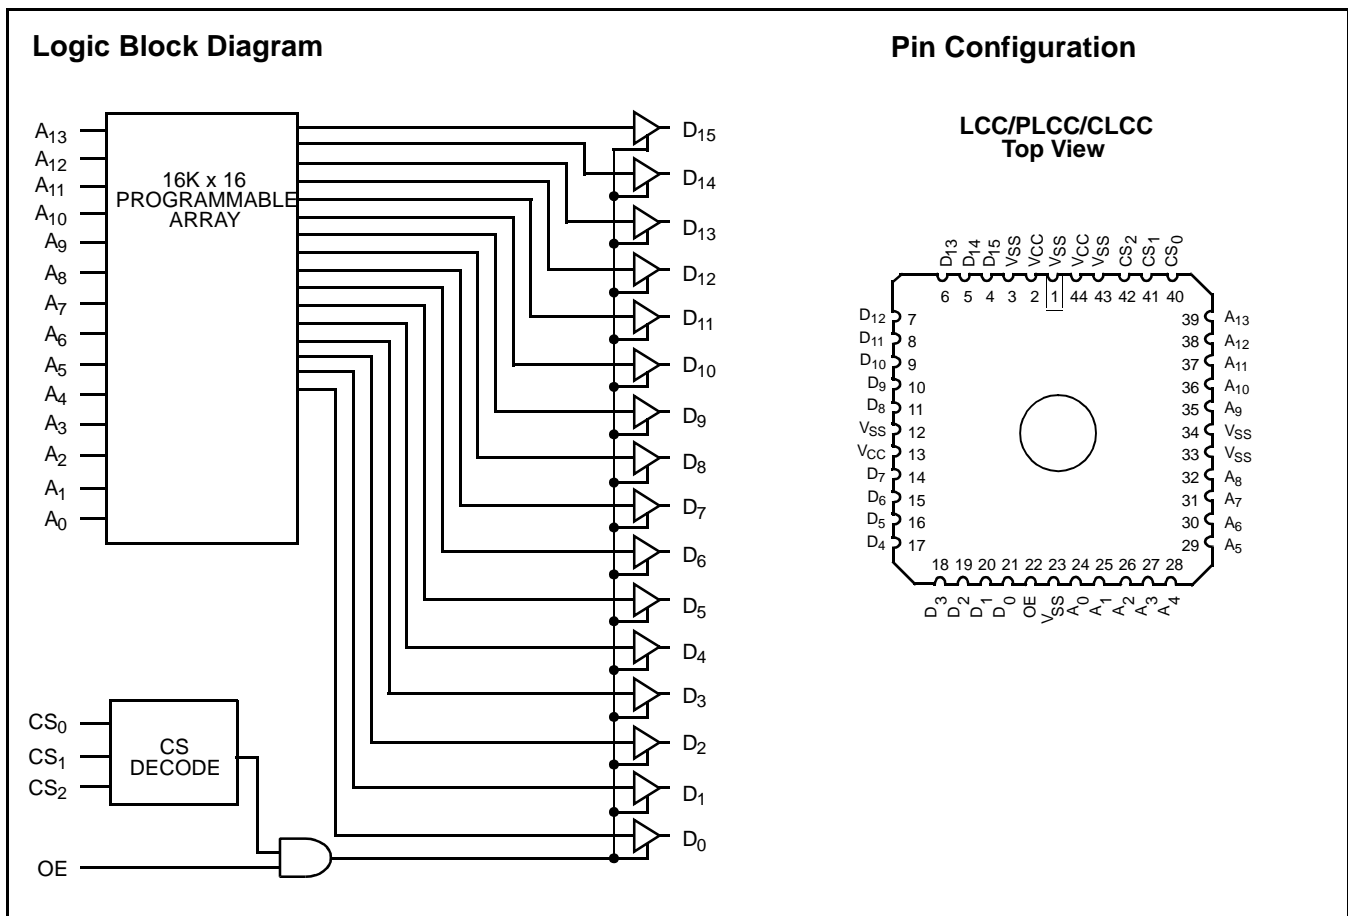 Logic Block Diagram
A13
A12
A11
A10
A9
A8
A7
A6
A5
A4
A3
A2
A1
A0
16K x 16
PROGRAMMABLE
ARRAY
D15
D14
D13
D12
D11
D10
D9
D8
D7
D6
D5
D4
D3
D2
D1
D0
CS0
CS1
CS2
CS
DECODE
OE
Pin Configuration
LCC/PLCC/CLCC
Top View
D13 D14 D15 VSS VCC VSS VCC VSS CS2 CS1 CS0
6 5 4 3 2 1 44 43 42 41 40
D12 7 39 A13
D11 8 38 A12
D10 9 37 A11
D9 10 36 A10
D8 11 35 A9
VSS 12 34 VSS
VCC 13 33 VSS
D7 14 32 A8
D6 15 31 A7
D5 16 30 A6
D4 17 29 A5
18 19 20 21 22 23 24 25 26 27 28
D3 D2 D1 D0 OE VSS A0 A1 A2 A3 A4